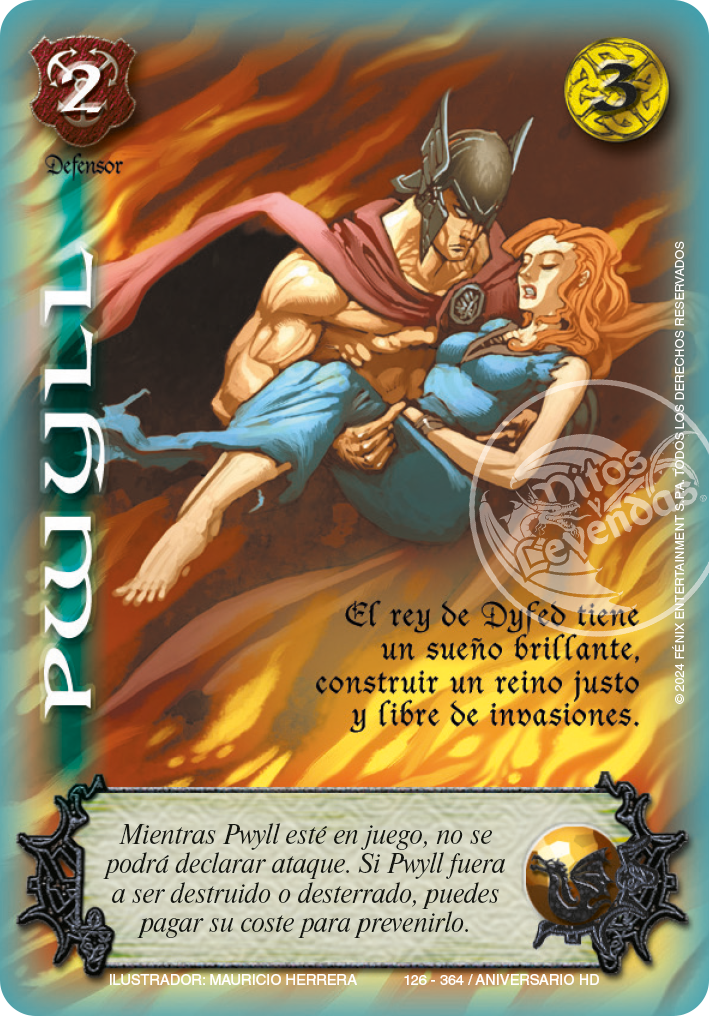 2
3
Defensor
PWYLL
El rey de Dyfed tiene
un sueño brillante,
construir un reino justo
y libre de invasiones.
Mitos
y
Leyendas
®
© 2024 FÉNIX ENTERTAINMENT S.PA. TODOS LOS DERECHOS RESERVADOS
Mientras Pwyll esté en juego, no se
podrá declarar ataque. Si Pwyll fuera
a ser destruido o desterrado, puedes
pagar su coste para prevenirlo.
ILUSTRADOR: MAURICIO HERRERA 126 - 364 / ANIVERSARIO HD